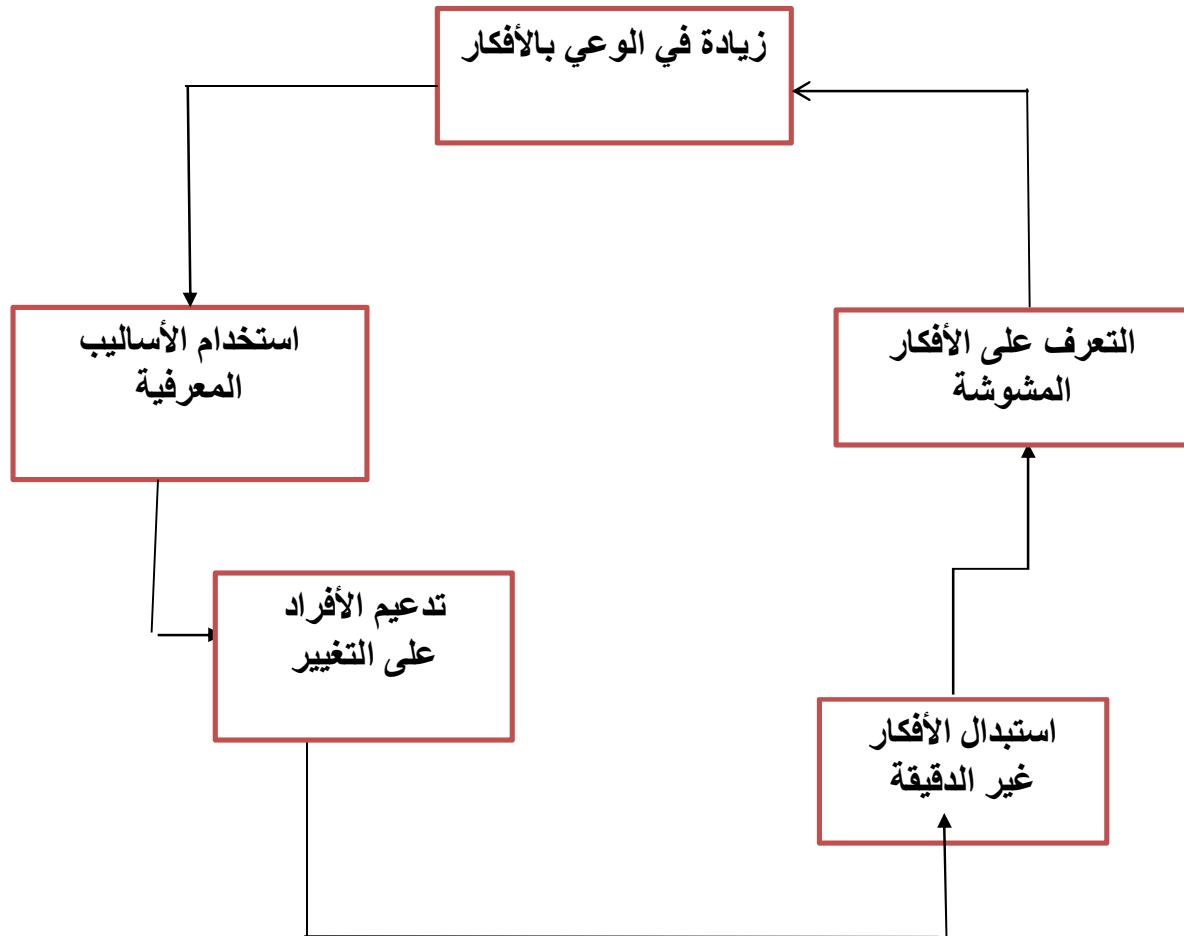 زيادة في الوعي بالأفكار
استخدام الأساليب
المعرفية
التعرف على الأفكار
المشوشة
تدعيم الأفراد
على التغيير
استبدال الأفكار
غير الدقيقة